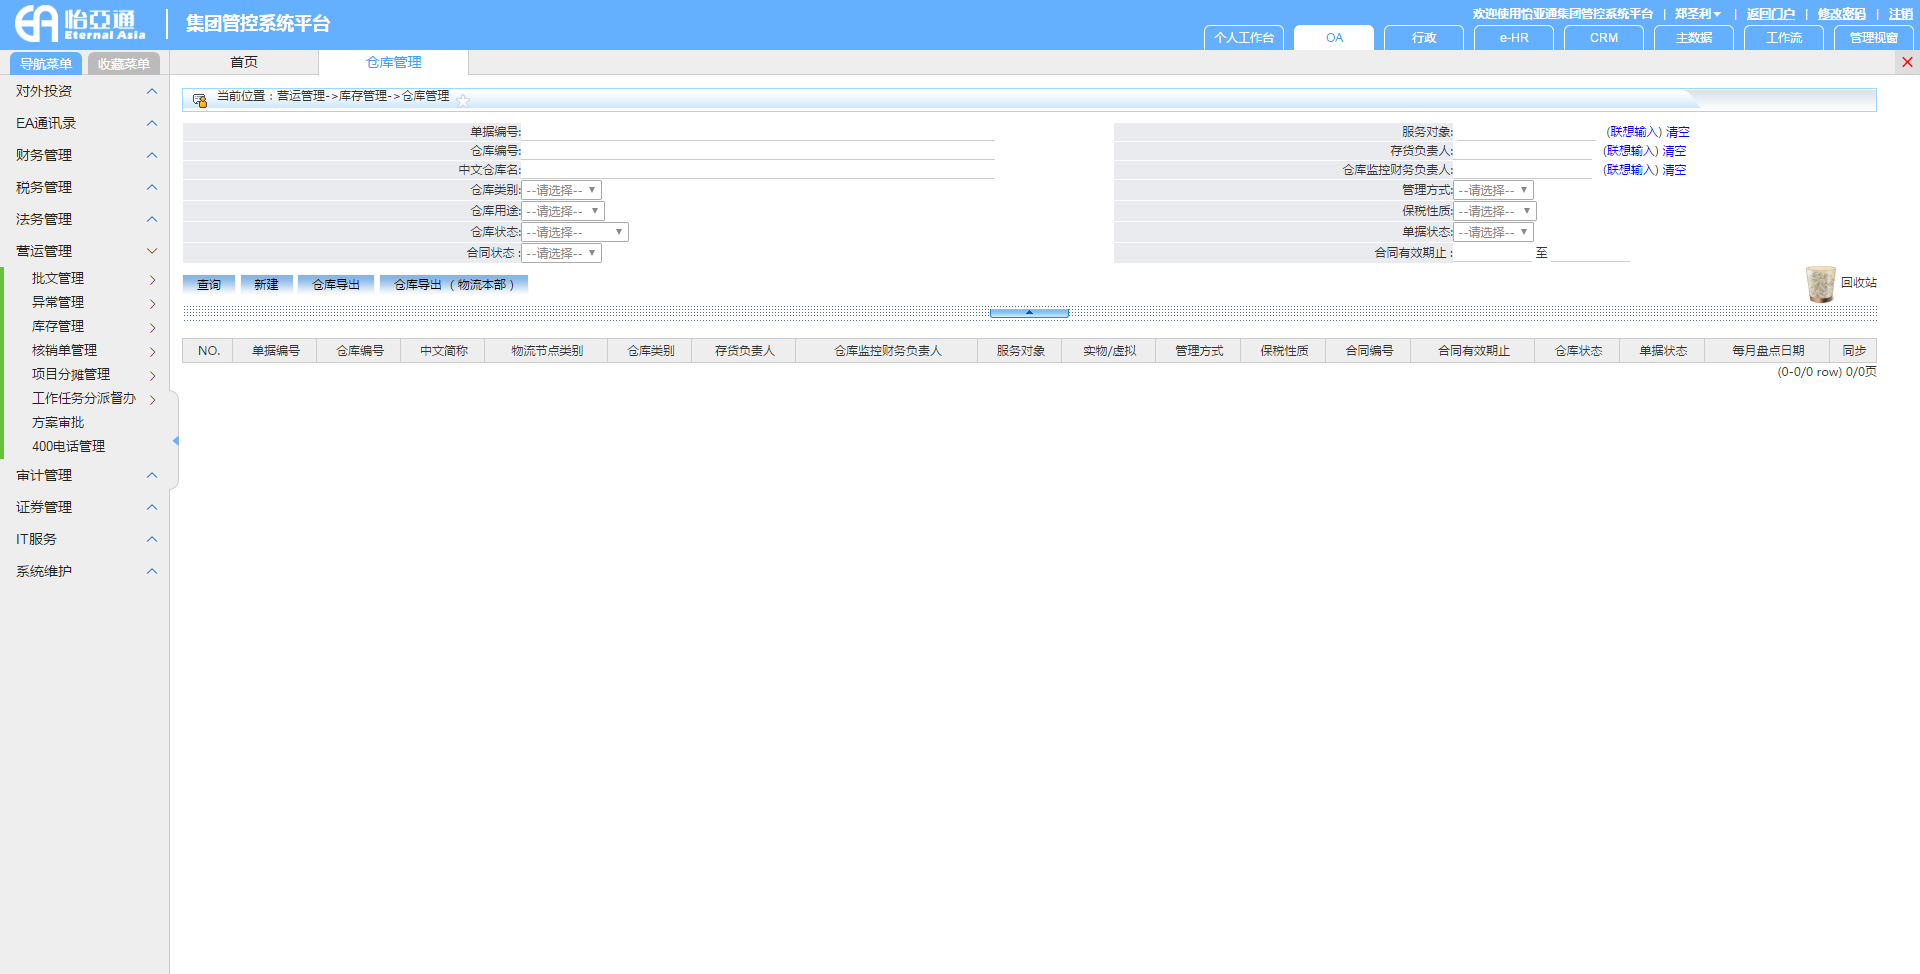 怡亞通
Eternal Asia
集团管控系统平台
欢迎使用怡亚通集团管控系统平台 | 郑圣利 | 返回门户 | 修改密码 | 注销
个人工作台 OA 行政 e-HR CRM 主数据 工作流 管理视窗
导航菜单 收藏菜单 首页 仓库管理
对外投资
EA通讯录
财务管理
税务管理
法务管理
营运管理
批文管理
异常管理
库存管理
核销单管理
项目分摊管理
工作任务分派督办
方案审批
400电话管理
审计管理
证券管理
IT服务
系统维护
当前位置：营运管理->库存管理->仓库管理
单据编号: 服务对象: (联想输入) 清空
仓库编号: 存货负责人: (联想输入) 清空
中文仓库名: 仓库监控财务负责人: (联想输入) 清空
仓库类别: --请选择-- 管理方式: --请选择--
仓库用途: --请选择-- 保税性质: --请选择--
仓库状态: --请选择-- 单据状态: --请选择--
合同状态： --请选择-- 合同有效期止： 至
查询 新建 仓库导出 仓库导出（物流本部） 回收站
NO. 单据编号 仓库编号 中文简称 物流节点类别 仓库类别 存货负责人 仓库监控财务负责人 服务对象 实物/虚拟 管理方式 保税性质 合同编号 合同有效期止 仓库状态 单据状态 每月盘点日期 同步
(0-0/0 row) 0/0页